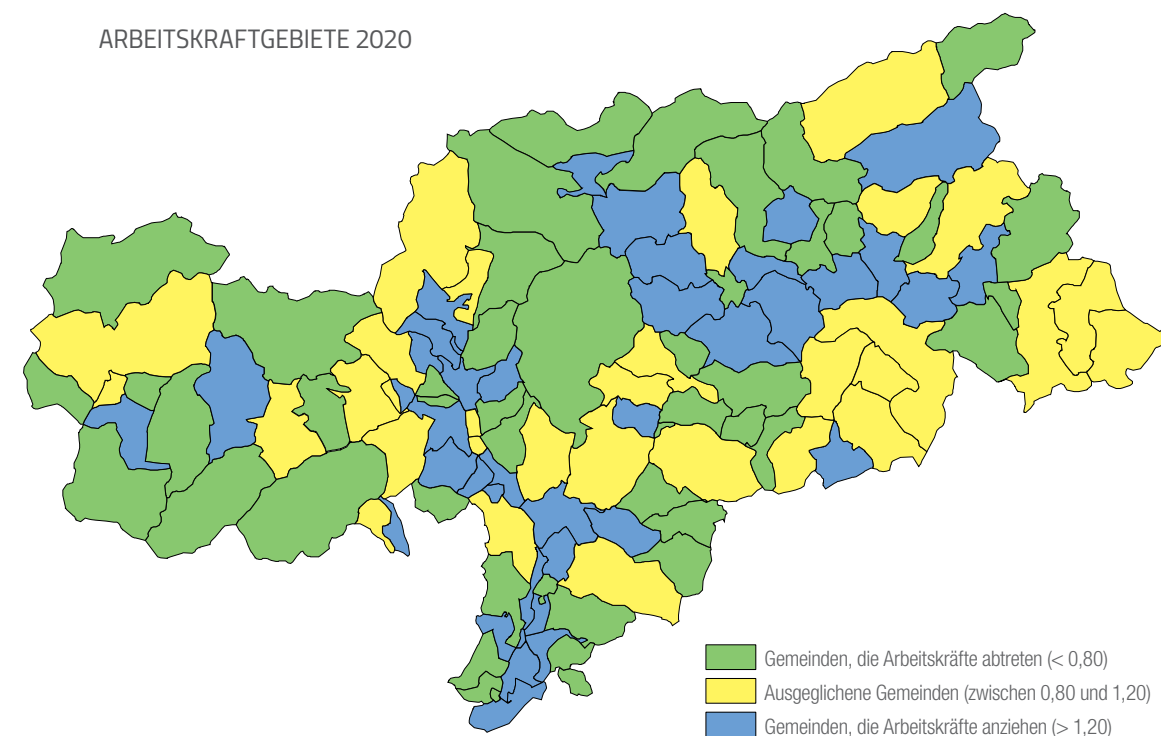 ARBEITSKRAFTGEBIETE 2020
Gemeinden, die Arbeitskräfte abtreten (< 0,80)
Ausgeglichene Gemeinden (zwischen 0,80 und 1,20)
Gemeinden, die Arbeitskräfte anziehen (> 1,20)